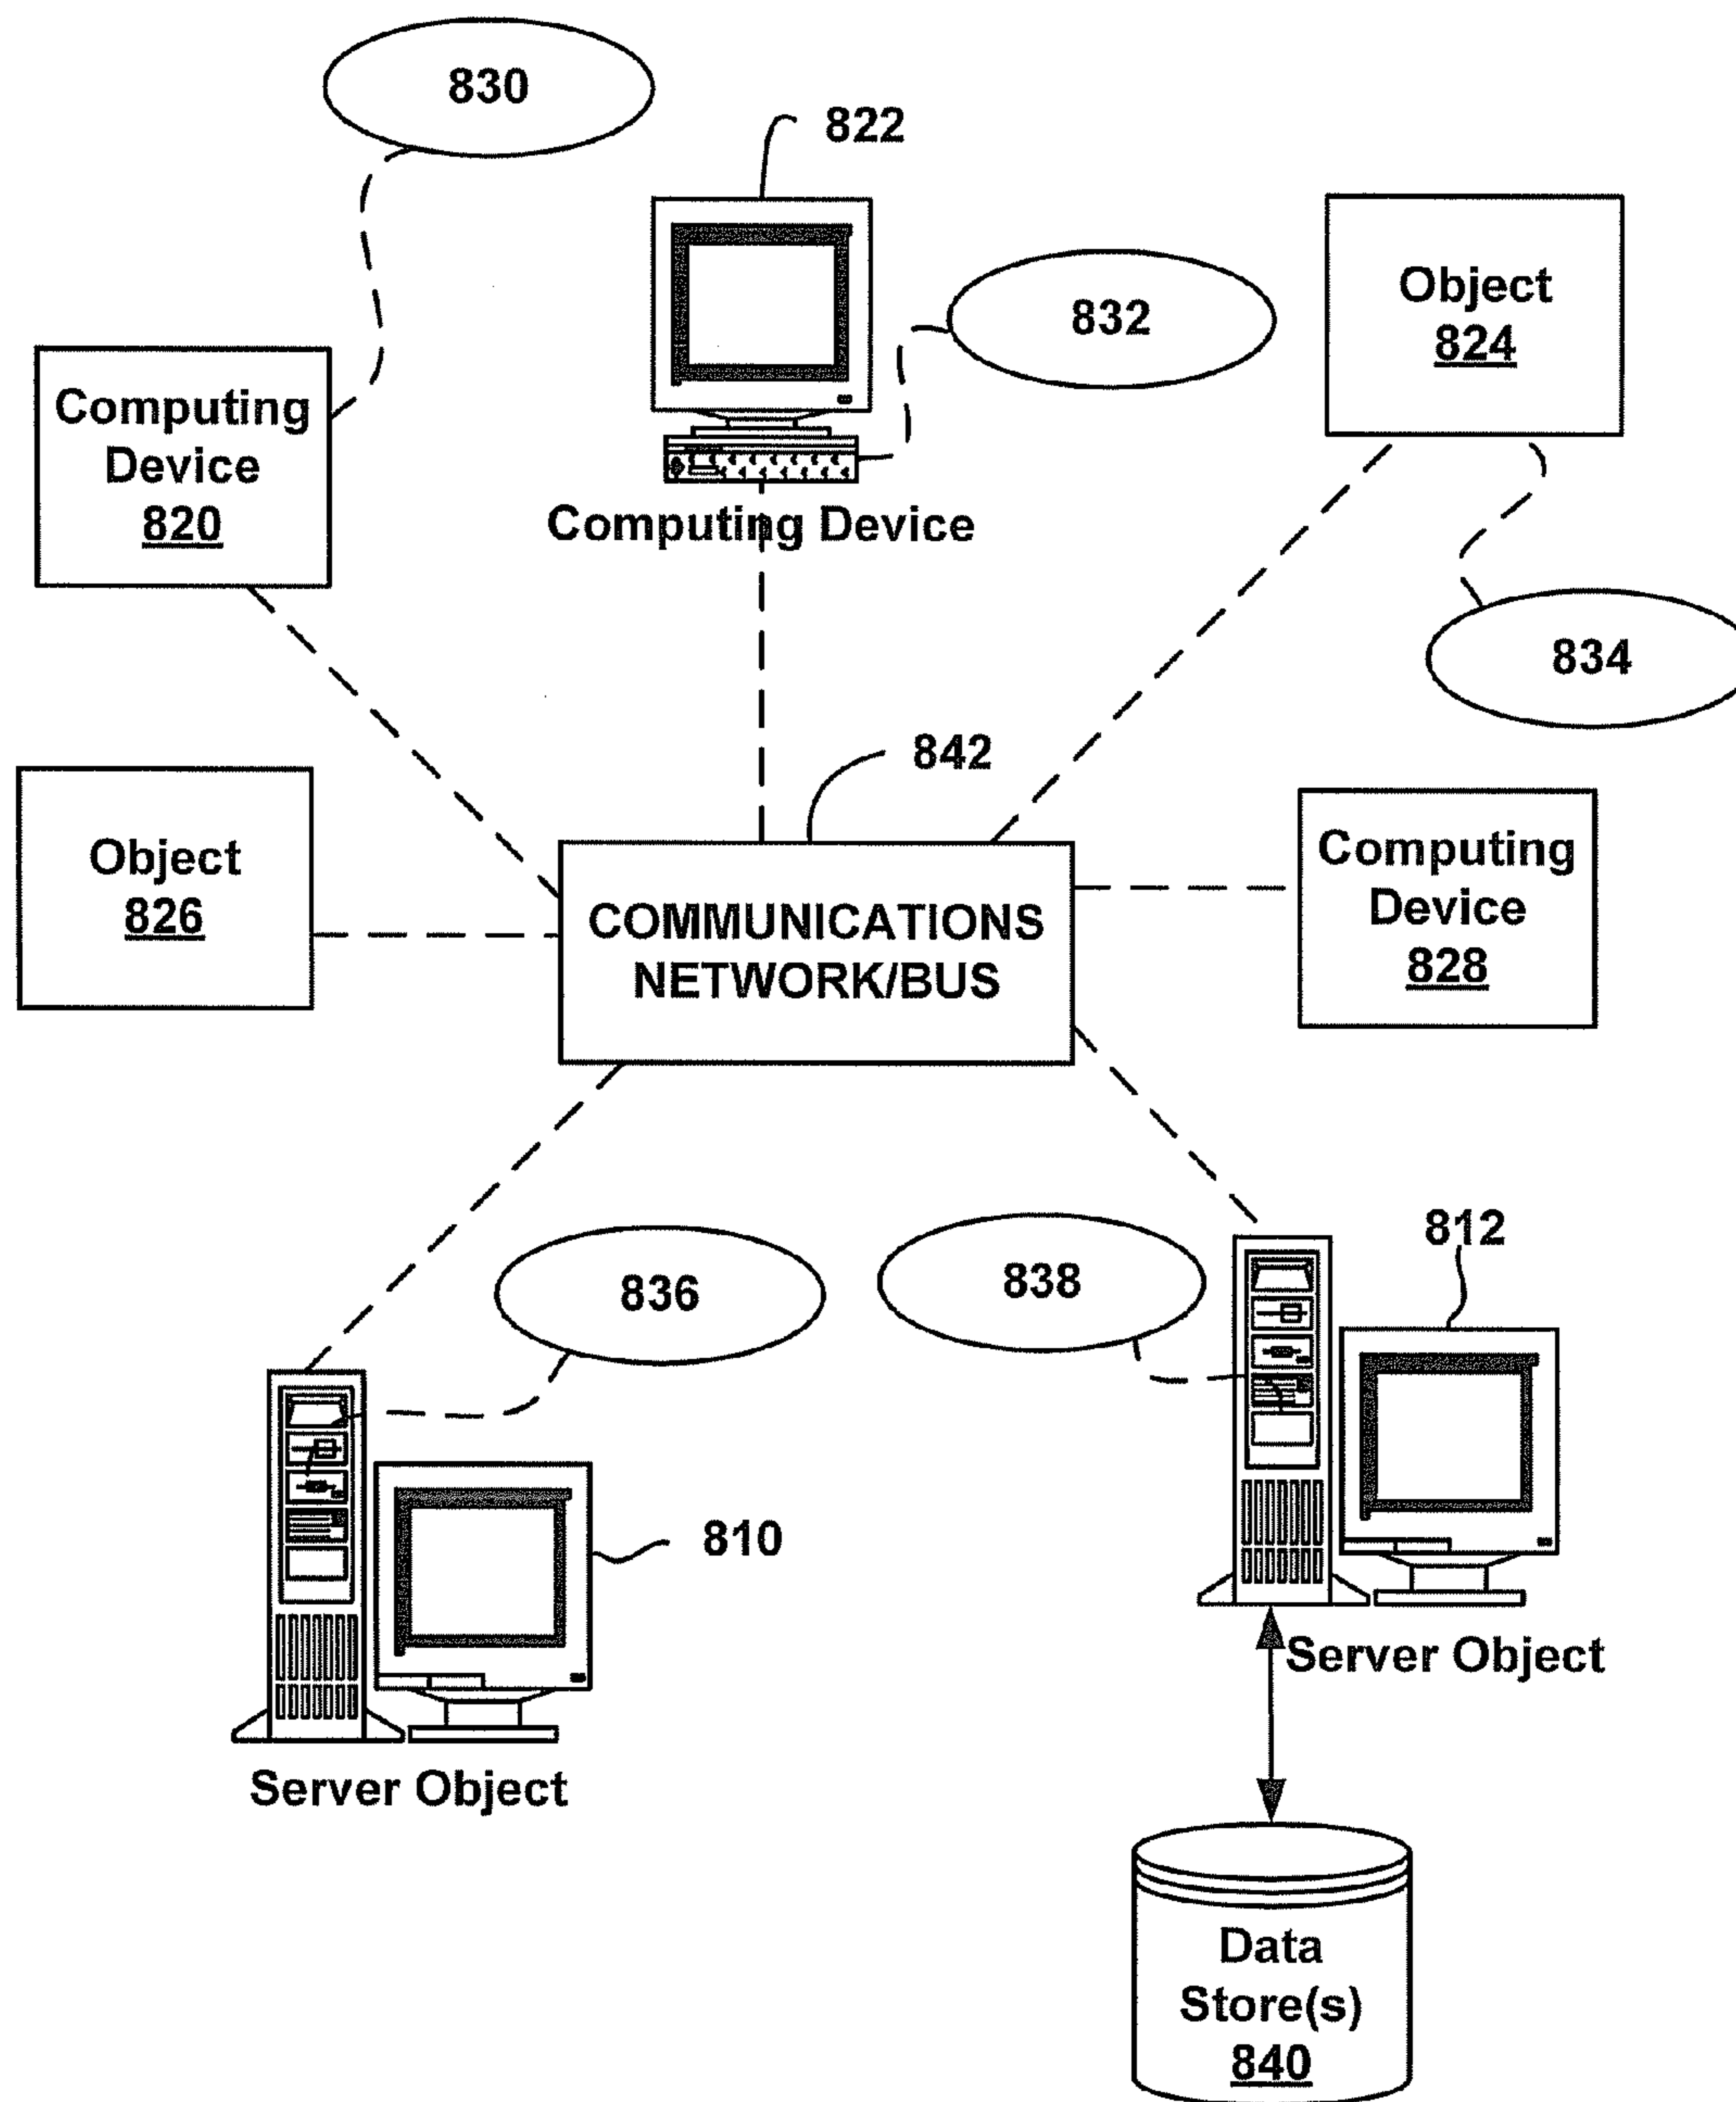 830
822
832
Object
824
Computing
Device
820
Computing Device
834
842
Object
826
COMMUNICATIONS
NETWORK/BUS
Computing
Device
828
836
838
812
810
Server Object
Server Object
Data
Store(s)
840